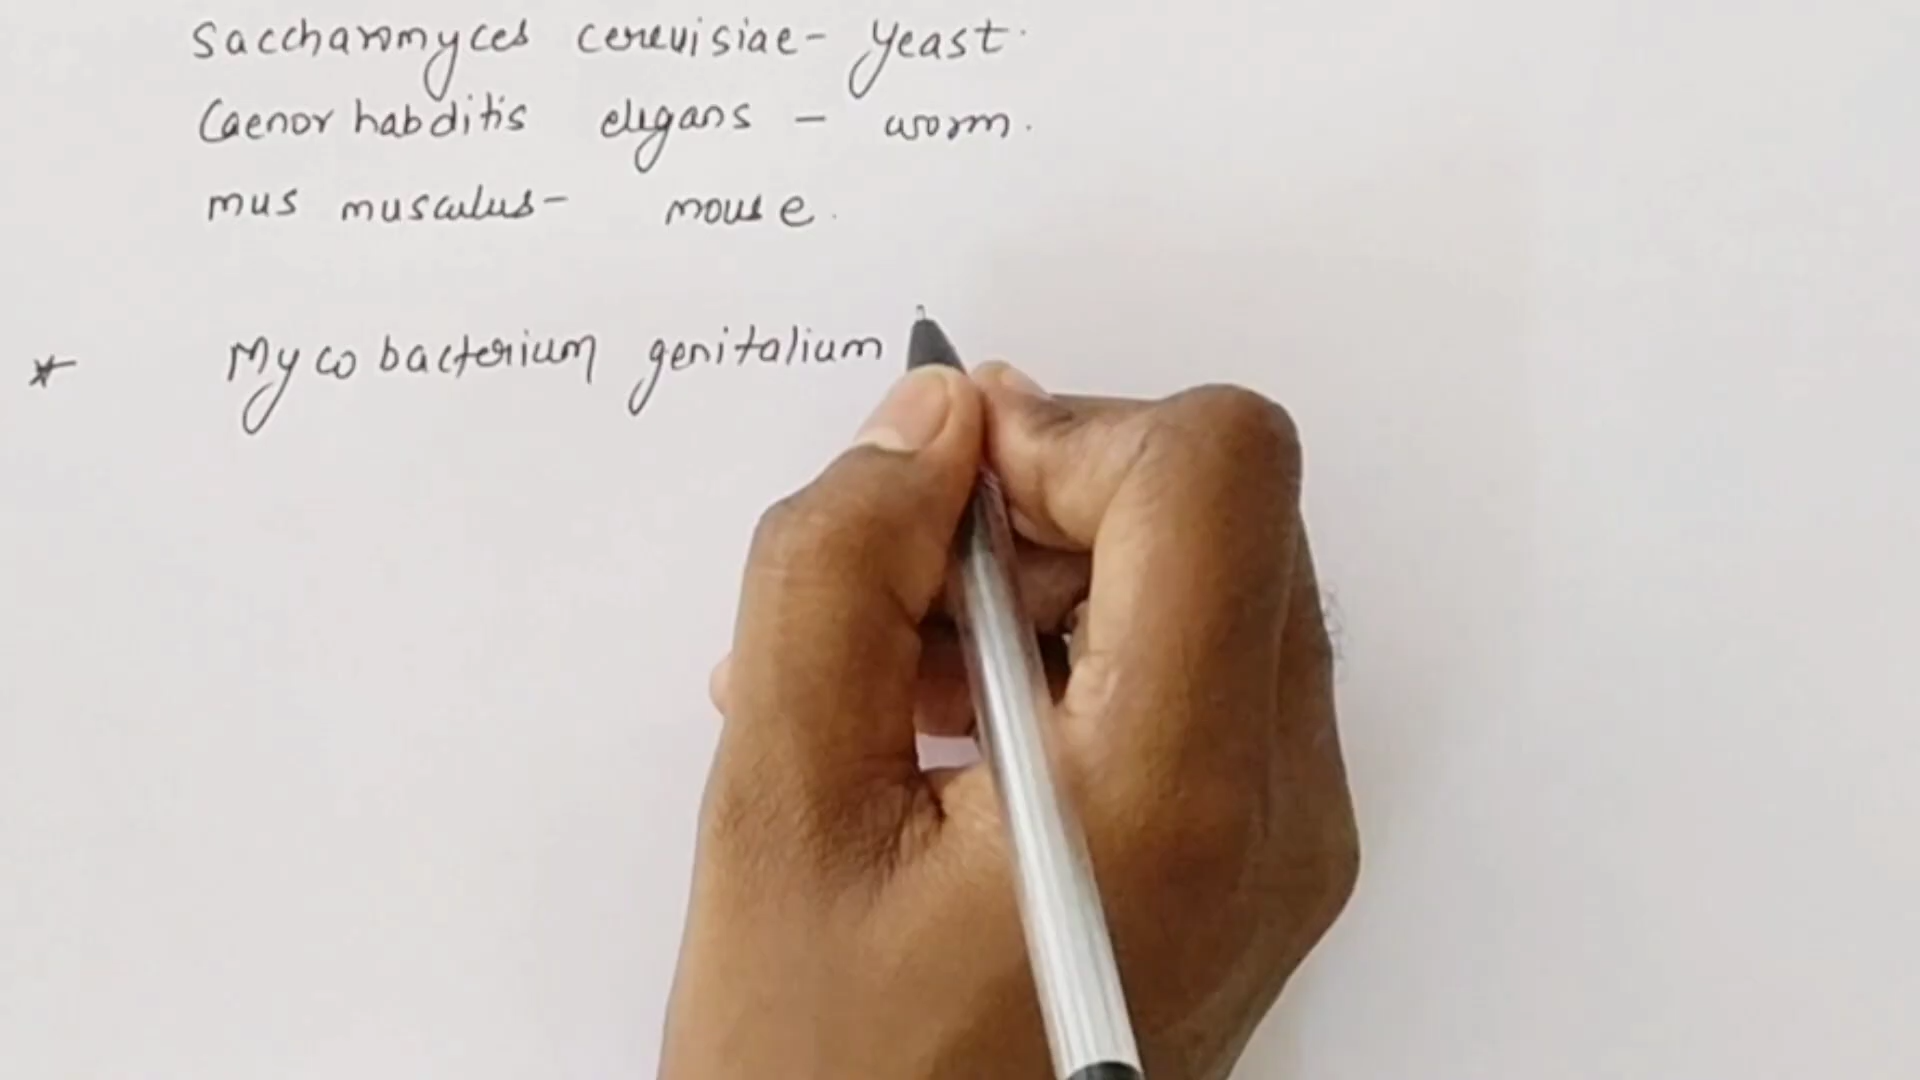 Saccharomyces cerevisiae - Yeast.
Caenorhabditis elegans - worm.
mus musculus - mouse.
* Mycobacterium genitalium